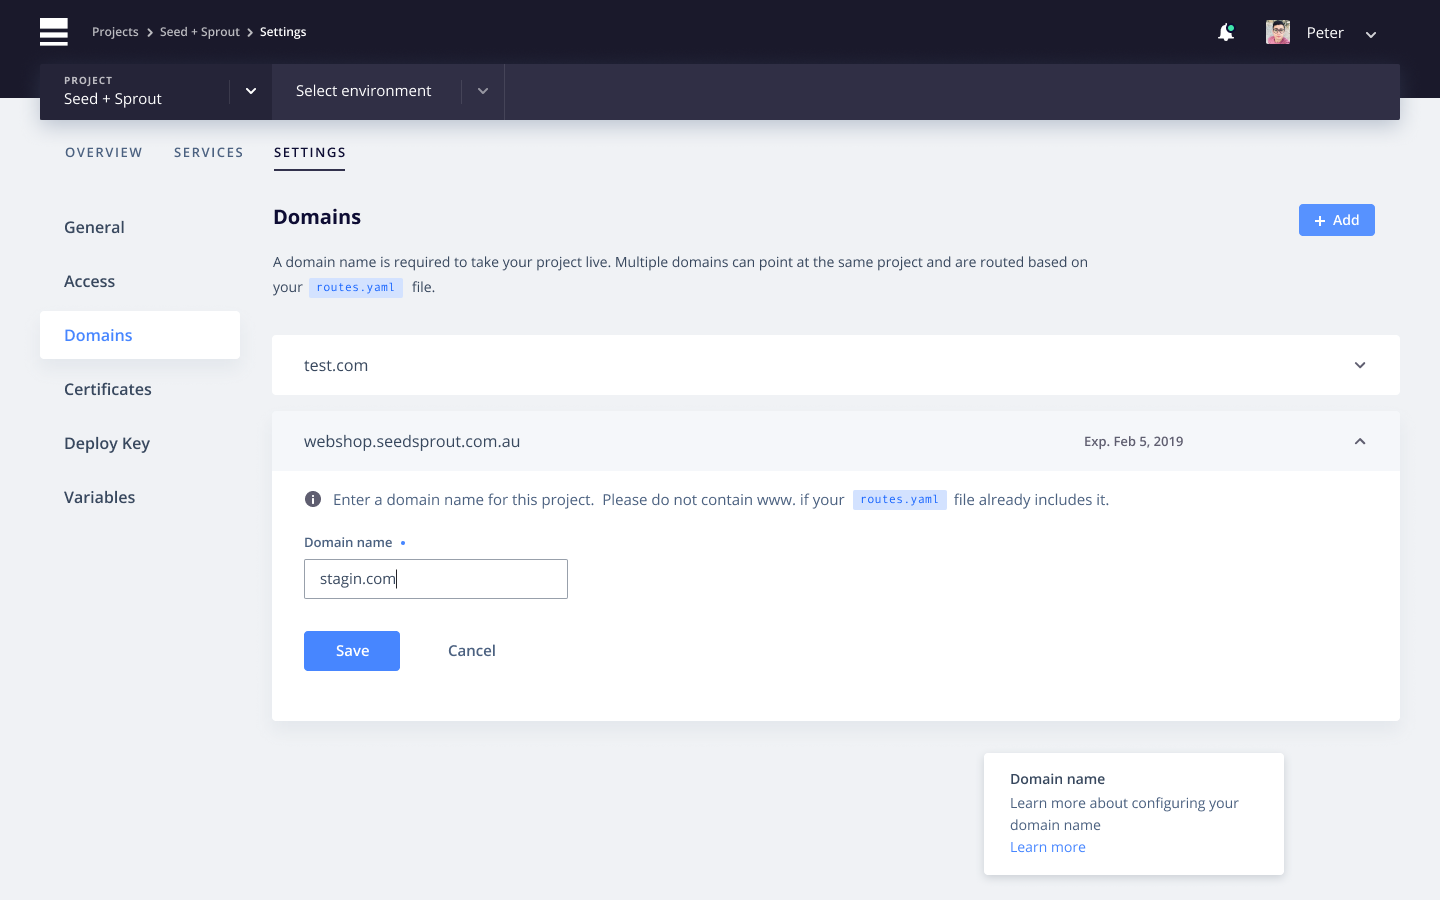 Projects > Seed + Sprout > Settings
Peter
PROJECT
Seed + Sprout
Select environment
OVERVIEW SERVICES SETTINGS
General
Access
Domains
Certificates
Deploy Key
Variables
Domains
+ Add
A domain name is required to take your project live. Multiple domains can point at the same project and are routed based on
your routes.yaml file.
test.com
webshop.seedsprout.com.au Exp. Feb 5, 2019
Enter a domain name for this project. Please do not contain www. if your routes.yaml file already includes it.
Domain name
stagin.com
Save Cancel
Domain name
Learn more about configuring your
domain name
Learn more